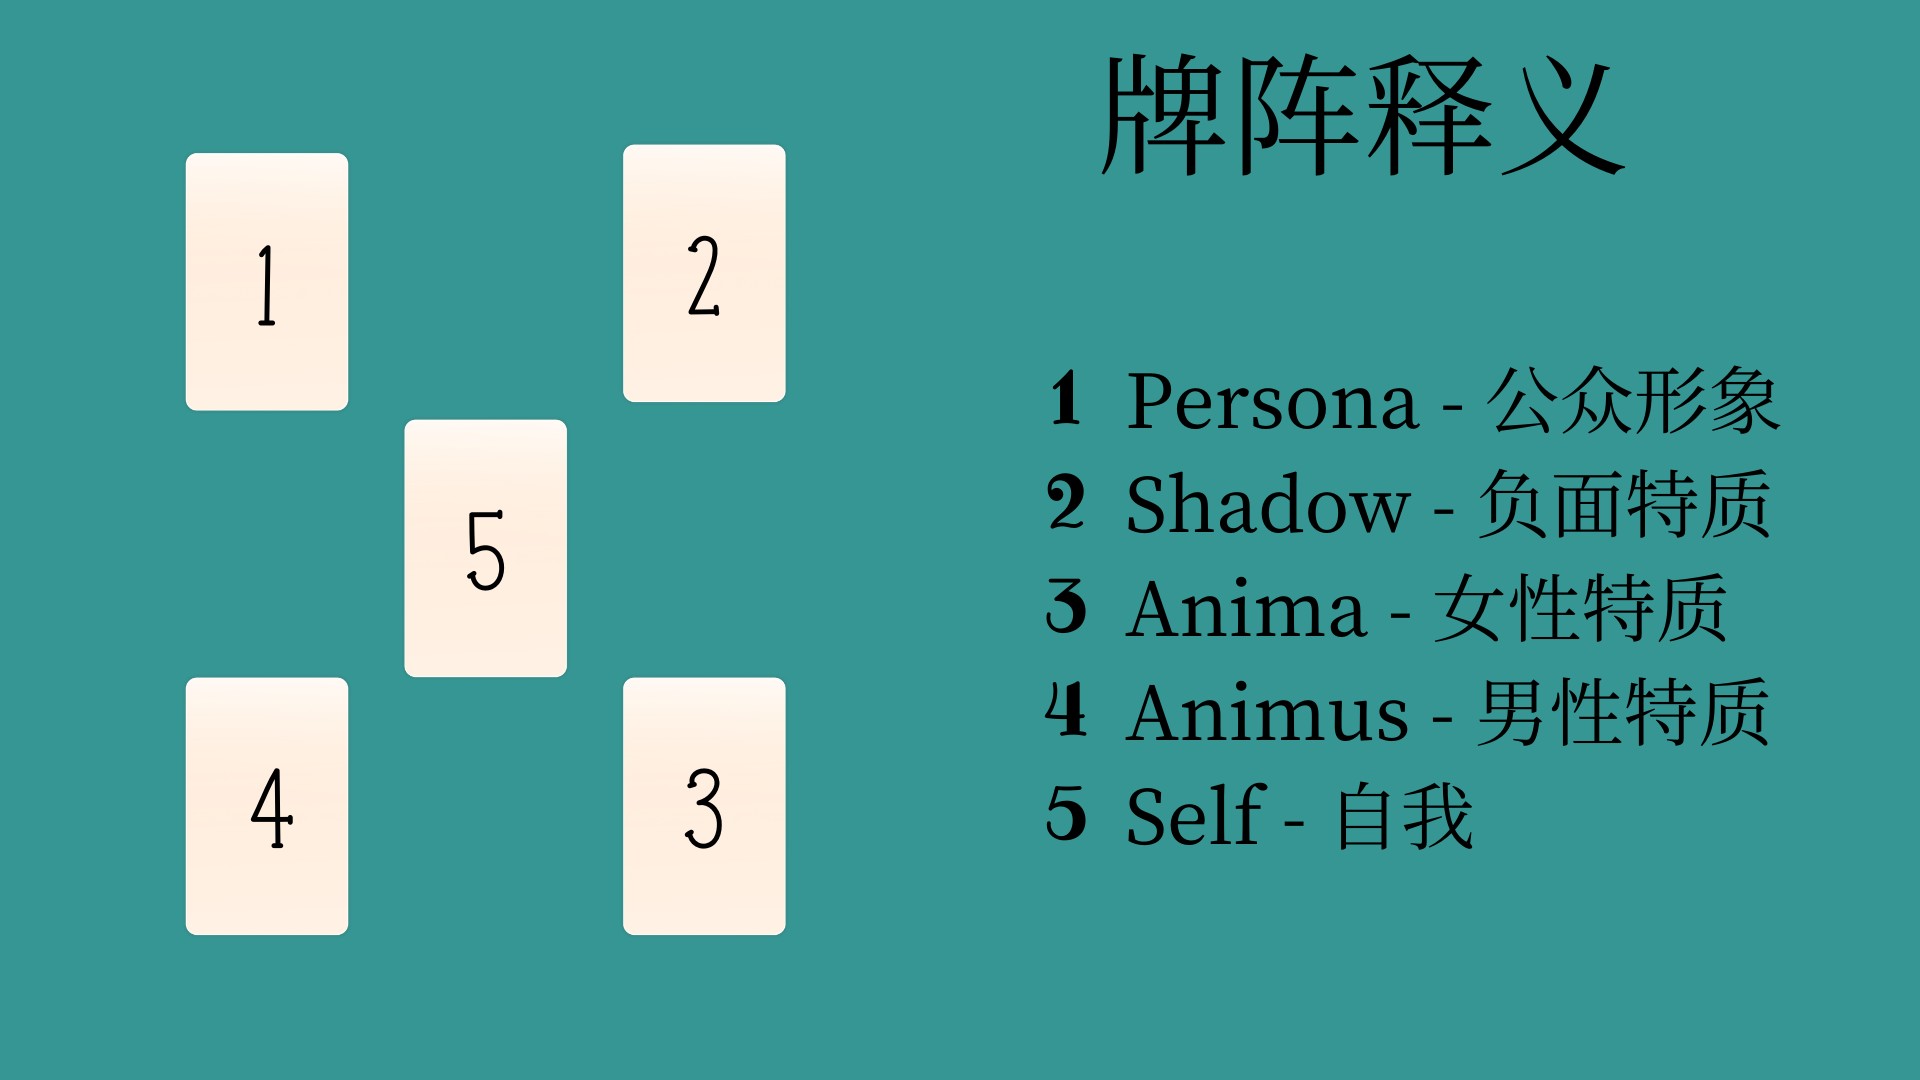 牌阵释义
1
2
5
4
3
1 Persona - 公众形象
2 Shadow - 负面特质
3 Anima - 女性特质
4 Animus - 男性特质
5 Self - 自我